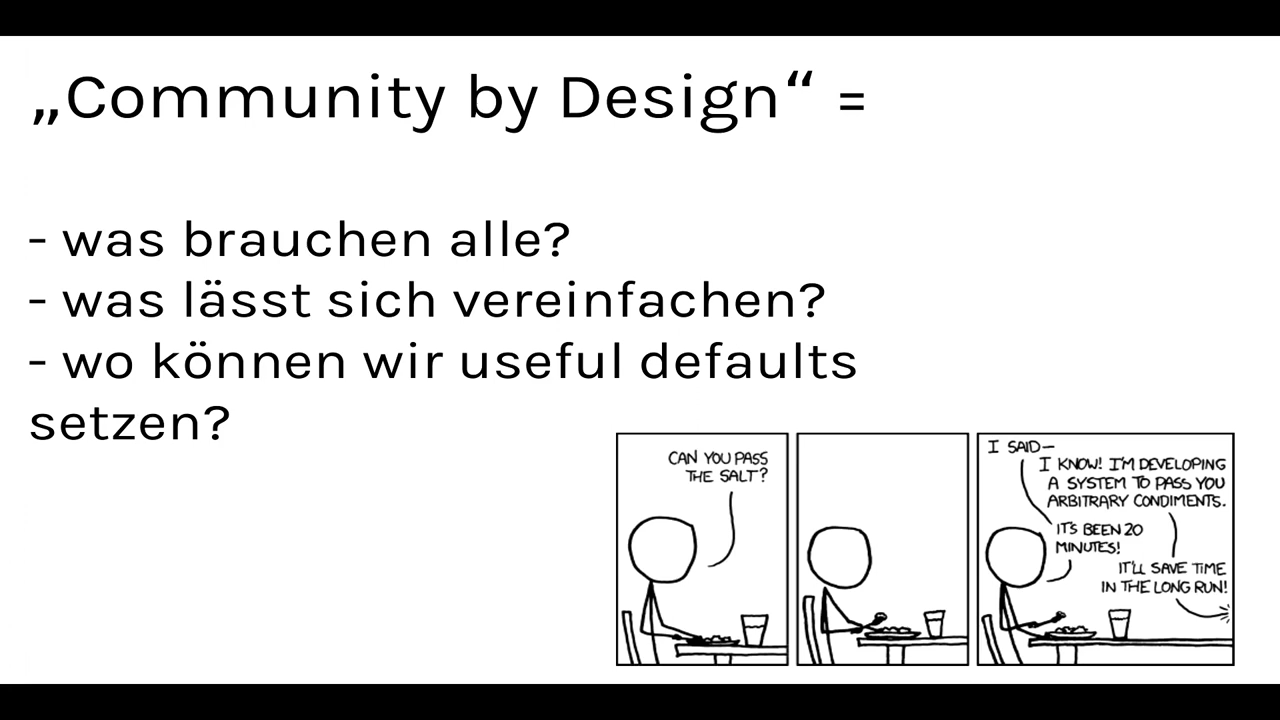 „Community by Design“ =
- was brauchen alle?
- was lässt sich vereinfachen?
- wo können wir useful defaults
setzen?
CAN YOU PASS
THE SALT?
I SAID—
I KNOW! I'M DEVELOPING
A SYSTEM TO PASS YOU
ARBITRARY CONDIMENTS.
IT'S BEEN 20
MINUTES!
IT'LL SAVE TIME
IN THE LONG RUN!